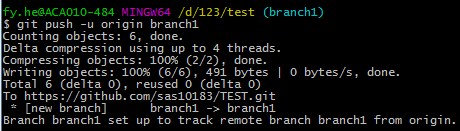 fy.he@ACA010-484 MINGW64 /d/123/test (branch1)
$ git push -u origin branch1
Counting objects: 6, done.
Delta compression using up to 4 threads.
Compressing objects: 100% (2/2), done.
Writing objects: 100% (6/6), 491 bytes | 0 bytes/s, done.
Total 6 (delta 0), reused 0 (delta 0)
To https://github.com/sas10183/TEST.git
 * [new branch]      branch1 -> branch1
Branch branch1 set up to track remote branch branch1 from origin.